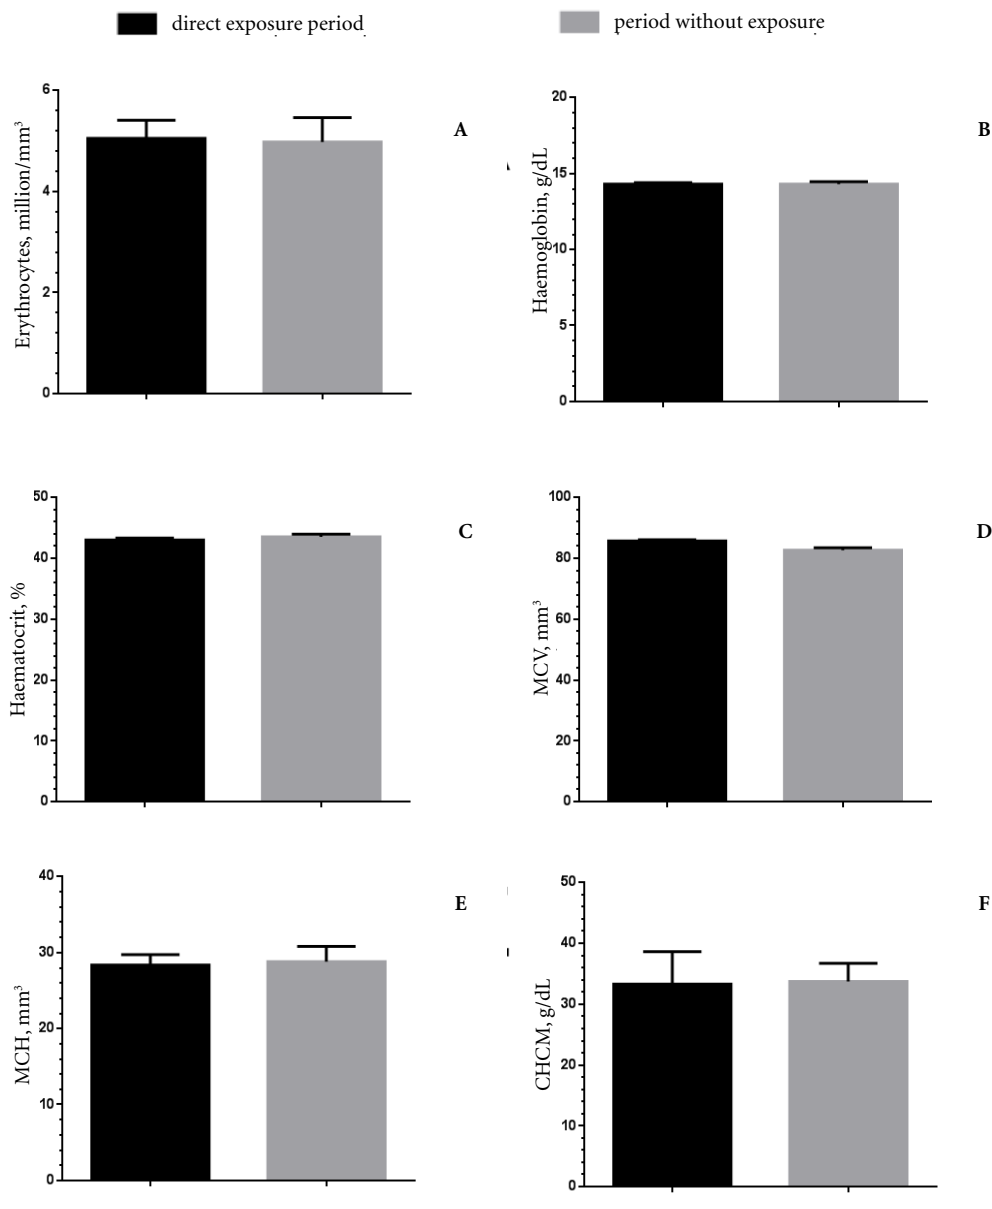 direct exposure period
period without exposure
A
Erythrocytes, million/mm³
6
4
2
0
B
Haemoglobin, g/dL
20
15
10
5
0
C
Haematocrit, %
50
40
30
20
10
0
D
MCV, mm³
100
80
60
40
20
0
E
MCH, mm³
40
30
20
10
0
F
CHCM, g/dL
50
40
30
20
10
0